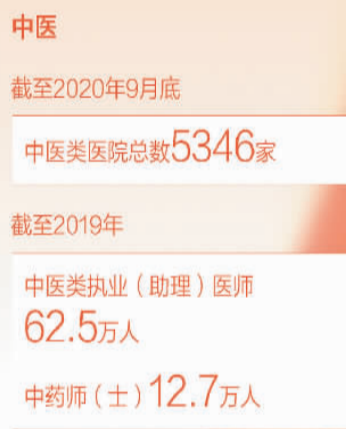 中医
截至2020年9月底
中医类医院总数5346家
截至2019年
中医类执业（助理）医师
62.5万人
中药师（士）12.7万人